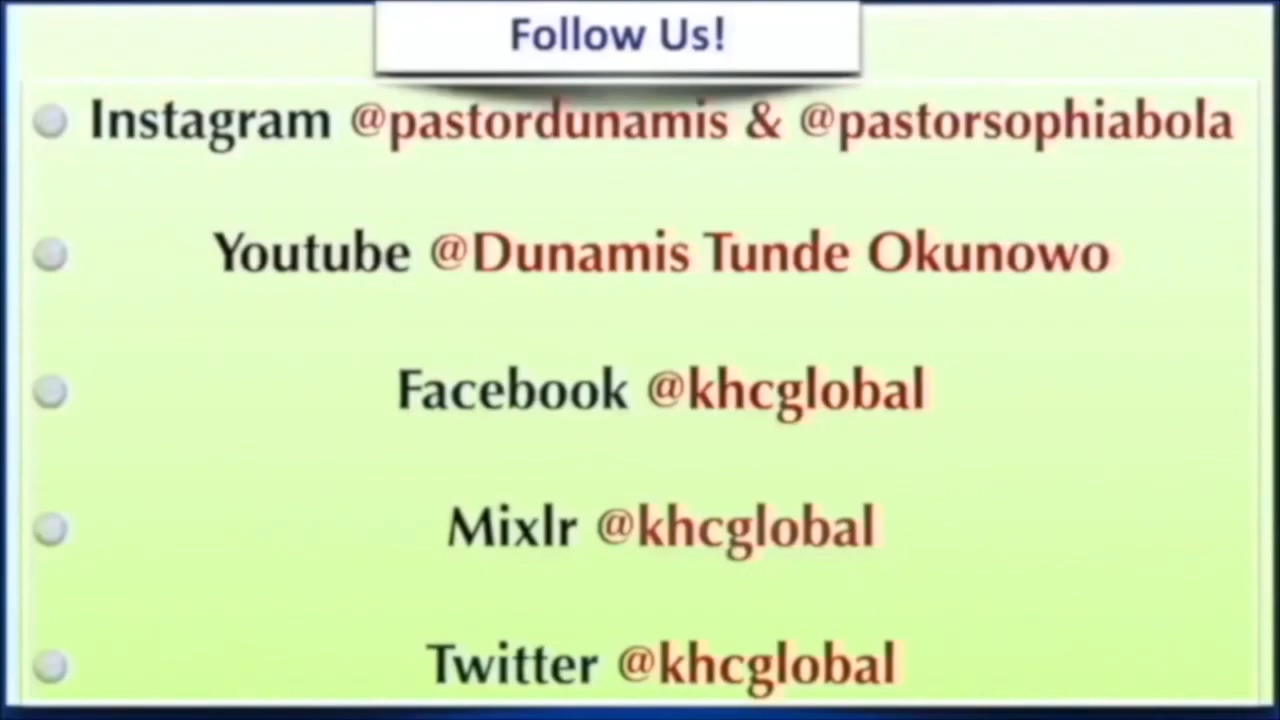 Follow Us!
Instagram @pastordunamis & @pastorsophiabola
Youtube @Dunamis Tunde Okunowo
Facebook @khcglobal
Mixlr @khcglobal
Twitter @khcglobal